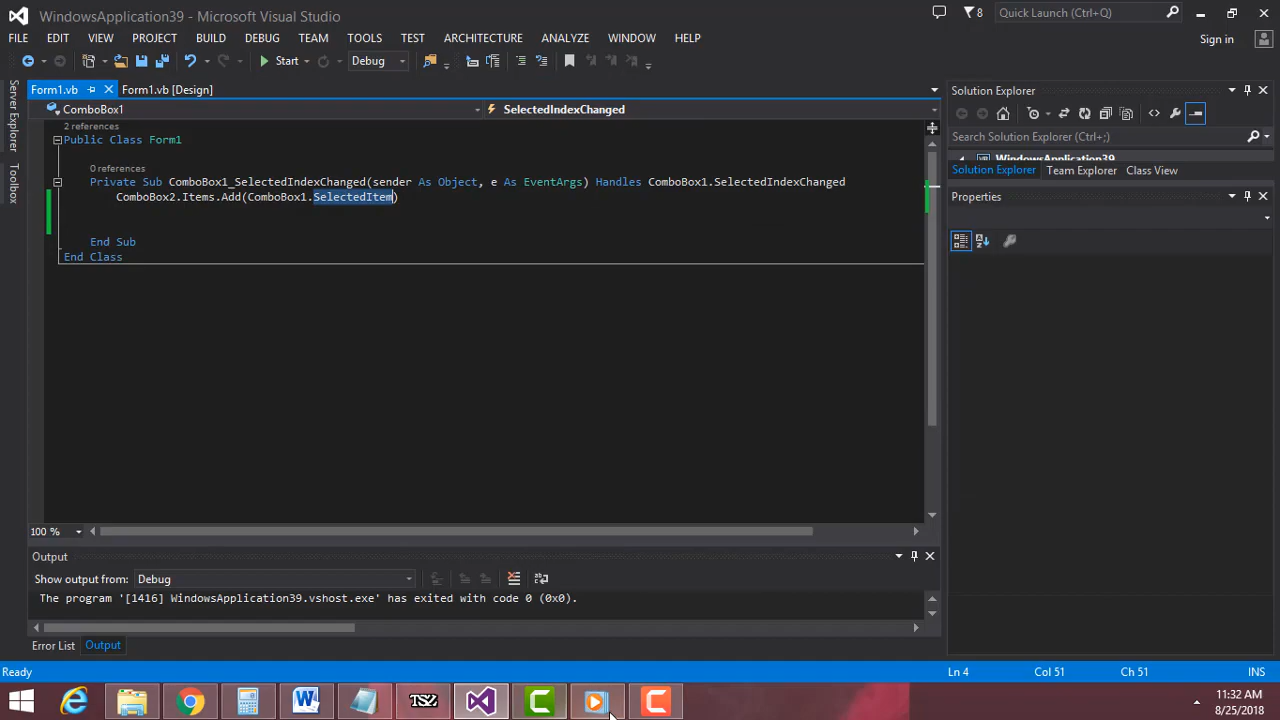 WindowsApplication39 - Microsoft Visual Studio
8
Quick Launch (Ctrl+Q)
FILE EDIT VIEW PROJECT BUILD DEBUG TEAM TOOLS TEST ARCHITECTURE ANALYZE WINDOW HELP
Sign in
Start
Debug
Form1.vb
Form1.vb [Design]
Solution Explorer
ComboBox1
SelectedIndexChanged
Server Explorer
Toolbox
2 references
Public Class Form1
0 references
Private Sub ComboBox1_SelectedIndexChanged(sender As Object, e As EventArgs) Handles ComboBox1.SelectedIndexChanged
ComboBox2.Items.Add(ComboBox1.SelectedItem)
End Sub
End Class
Search Solution Explorer (Ctrl+;)
WindowsApplication39
Solution Explorer Team Explorer Class View
Properties
100 %
Output
Show output from: Debug
The program '[1416] WindowsApplication39.vshost.exe' has exited with code 0 (0x0).
Error List Output
Ready
Ln 4
Col 51
Ch 51
INS
TSZ
11:32 AM
8/25/2018